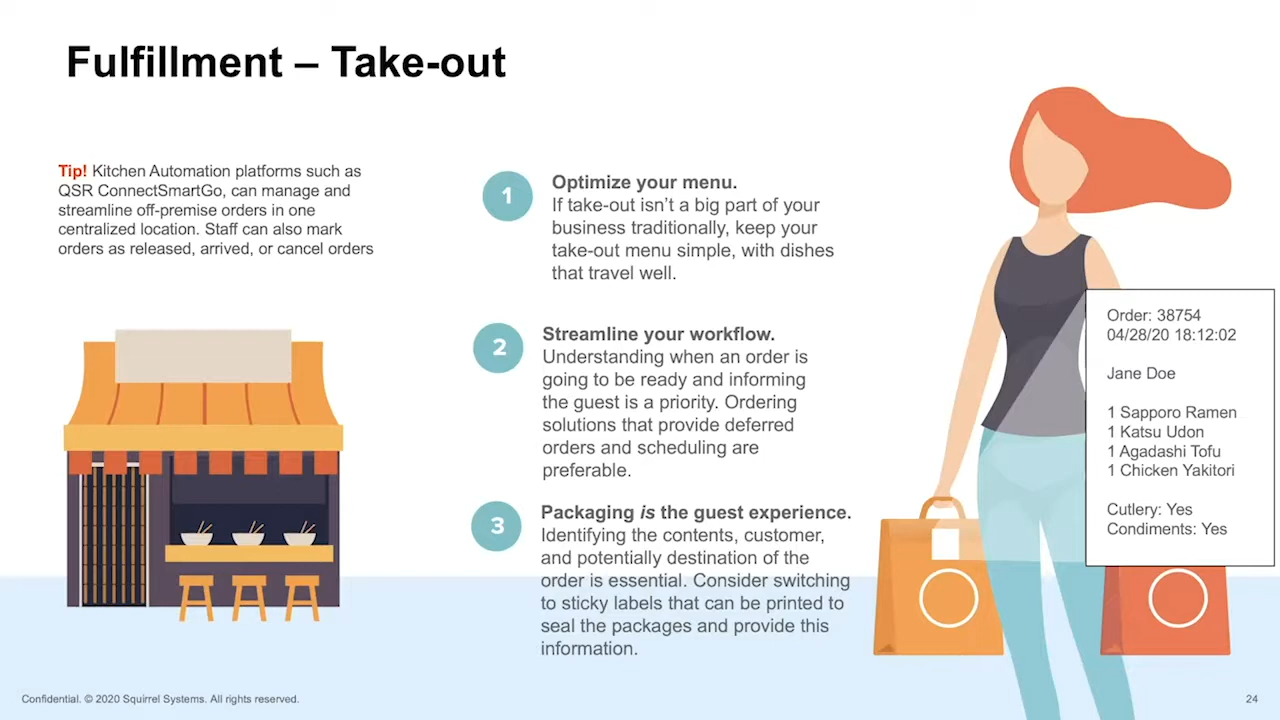 Fulfillment – Take-out
Tip! Kitchen Automation platforms such as
QSR ConnectSmartGo, can manage and
streamline off-premise orders in one
centralized location. Staff can also mark
orders as released, arrived, or cancel orders
1
Optimize your menu.
If take-out isn’t a big part of your
business traditionally, keep your
take-out menu simple, with dishes
that travel well.
2
Streamline your workflow.
Understanding when an order is
going to be ready and informing
the guest is a priority. Ordering
solutions that provide deferred
orders and scheduling are
preferable.
3
Packaging is the guest experience.
Identifying the contents, customer,
and potentially destination of the
order is essential. Consider switching
to sticky labels that can be printed to
seal the packages and provide this
information.
Order: 38754
04/28/20 18:12:02
Jane Doe
1 Sapporo Ramen
1 Katsu Udon
1 Agadashi Tofu
1 Chicken Yakitori
Cutlery: Yes
Condiments: Yes
Confidential. © 2020 Squirrel Systems. All rights reserved.
24